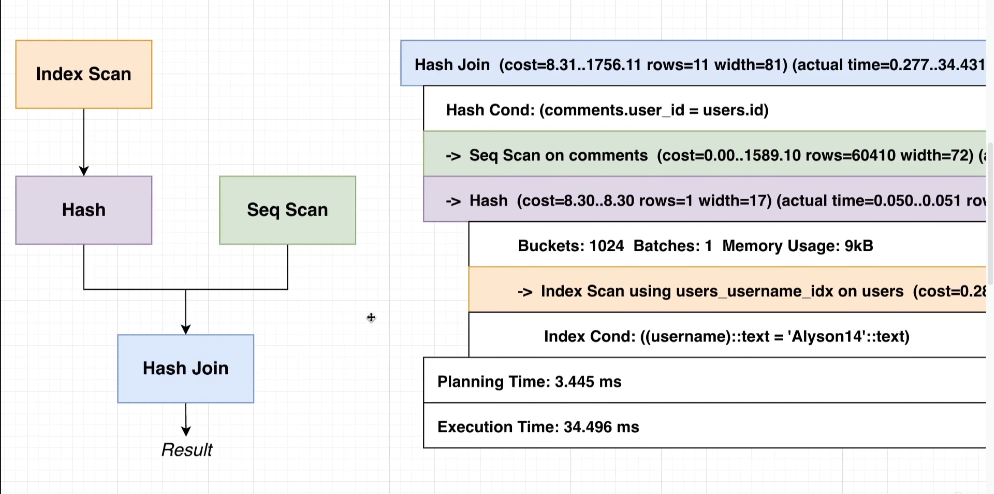 Index Scan
Hash
Seq Scan
Hash Join
Result
Hash Join (cost=8.31..1756.11 rows=11 width=81) (actual time=0.277..34.431
Hash Cond: (comments.user_id = users.id)
-> Seq Scan on comments (cost=0.00..1589.10 rows=60410 width=72)
-> Hash (cost=8.30..8.30 rows=1 width=17) (actual time=0.050..0.051
Buckets: 1024 Batches: 1 Memory Usage: 9kB
-> Index Scan using users_username_idx on users (cost=0.28
Index Cond: ((username)::text = 'Alyson14'::text)
Planning Time: 3.445 ms
Execution Time: 34.496 ms